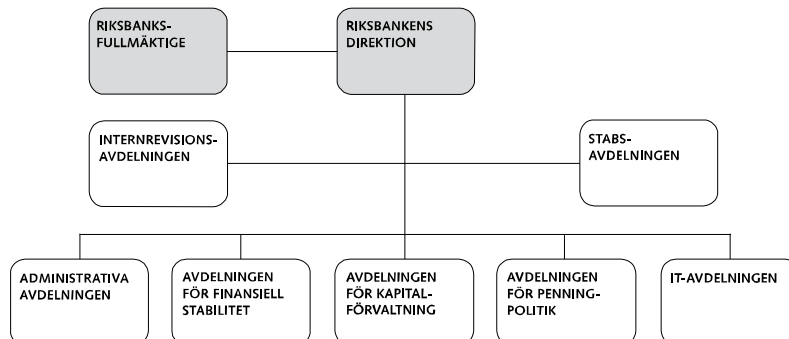 RIKSBANKS-
FULLMÄKTIGE
RIKSBANKENS
DIREKTION
INTERNREVISIONS-
AVDELNINGEN
STABS-
AVDELNINGEN
ADMINISTRATIVA
AVDELNINGEN
AVDELNINGEN
FÖR FINANSIELL
STABILITET
AVDELNINGEN
FÖR KAPITAL-
FÖRVALTNING
AVDELNINGEN
FÖR PENNING-
POLITIK
IT-AVDELNINGEN